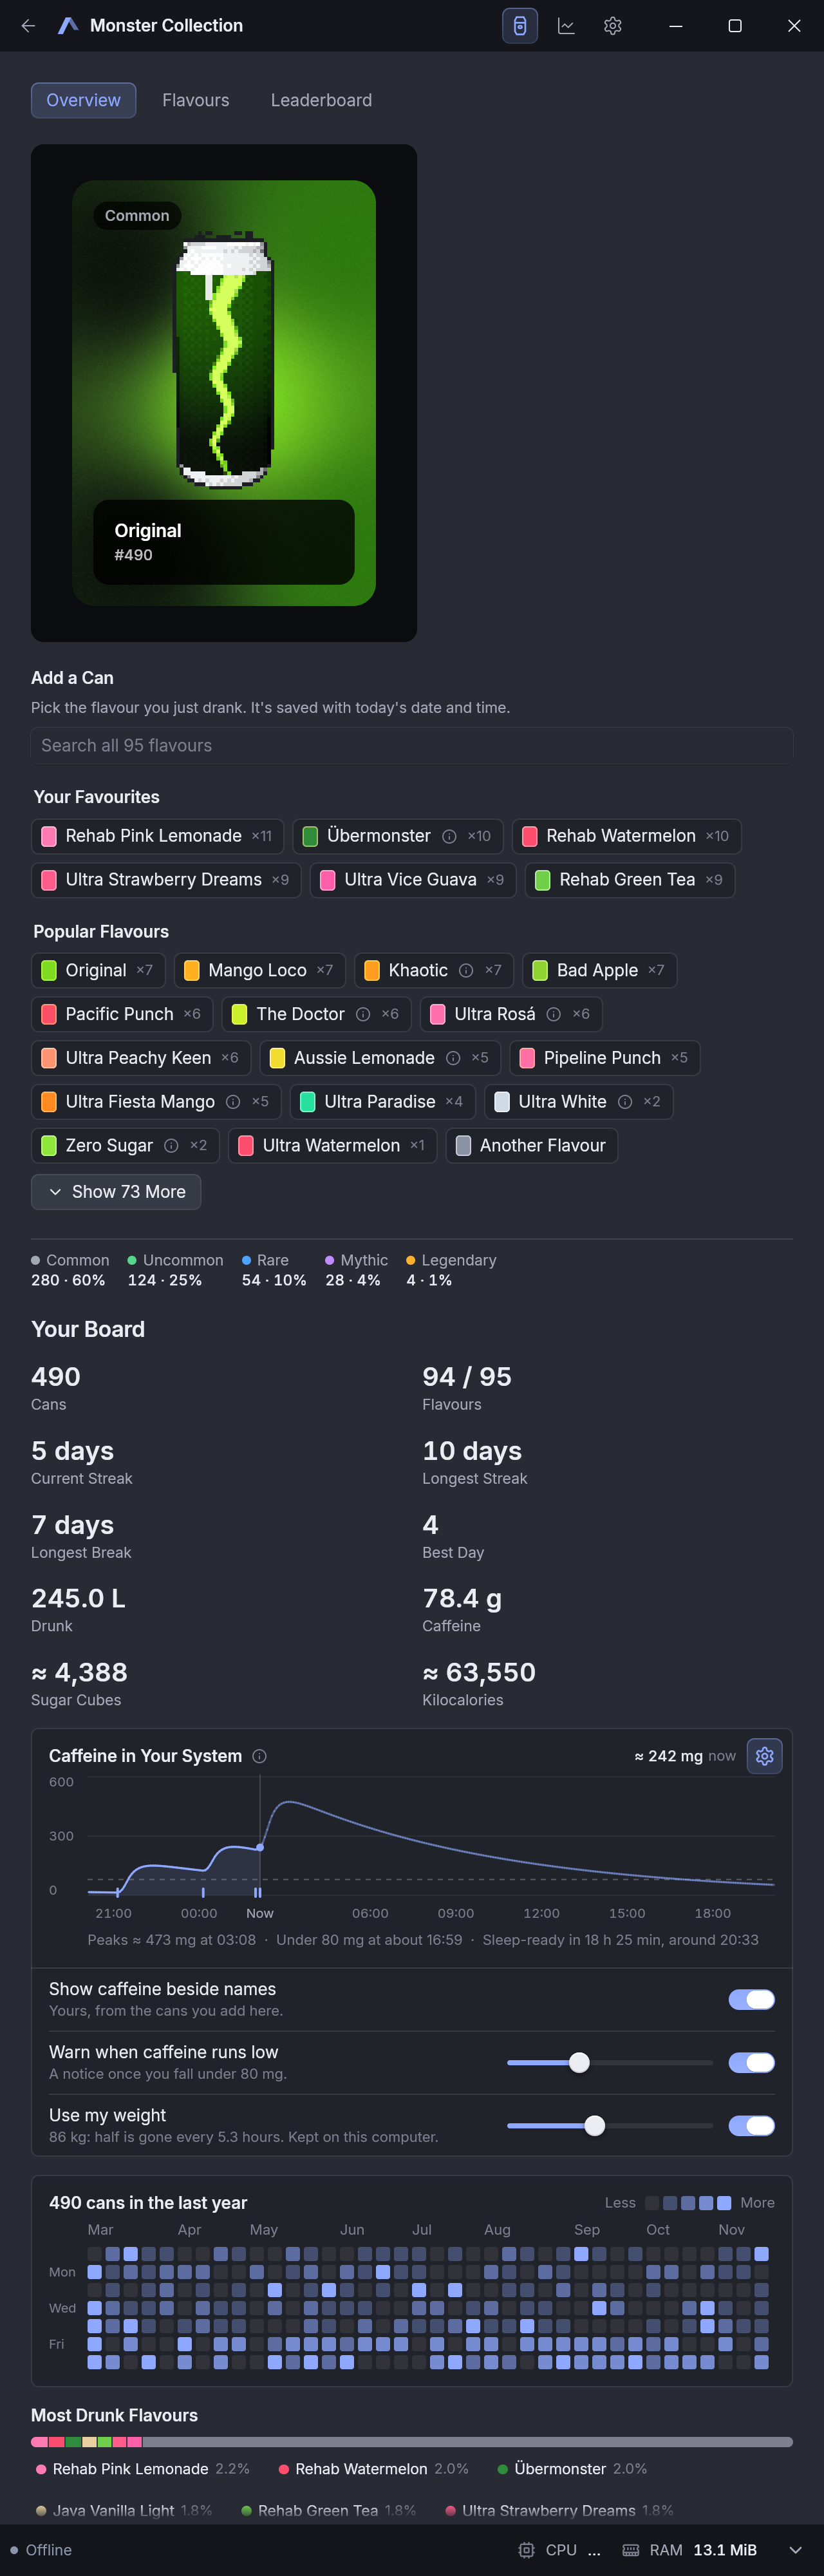 Monster Collection
Overview Flavours Leaderboard
Common
Original
#490
Add a Can
Pick the flavour you just drank. It's saved with today's date and time.
Search all 95 flavours
Your Favourites
Rehab Pink Lemonade ×11 Übermonster ×10 Rehab Watermelon ×10
Ultra Strawberry Dreams ×9 Ultra Vice Guava ×9 Rehab Green Tea ×9
Popular Flavours
Original ×7 Mango Loco ×7 Khaotic ×7 Bad Apple ×7
Pacific Punch ×6 The Doctor ×6 Ultra Rosá ×6
Ultra Peachy Keen ×6 Aussie Lemonade ×5 Pipeline Punch ×5
Ultra Fiesta Mango ×5 Ultra Paradise ×4 Ultra White ×2
Zero Sugar ×2 Ultra Watermelon ×1 Another Flavour
Show 73 More
Common Uncommon Rare Mythic Legendary
280 · 60% 124 · 25% 54 · 10% 28 · 4% 4 · 1%
Your Board
490 94 / 95
Cans Flavours
5 days 10 days
Current Streak Longest Streak
7 days 4
Longest Break Best Day
245.0 L 78.4 g
Drunk Caffeine
≈ 4,388 ≈ 63,550
Sugar Cubes Kilocalories
Caffeine in Your System ≈ 242 mg now
600
300
0
21:00 00:00 Now 06:00 09:00 12:00 15:00 18:00
Peaks ≈ 473 mg at 03:08 · Under 80 mg at about 16:59 · Sleep-ready in 18 h 25 min, around 20:33
Show caffeine beside names
Yours, from the cans you add here.
Warn when caffeine runs low
A notice once you fall under 80 mg.
Use my weight
86 kg: half is gone every 5.3 hours. Kept on this computer.
490 cans in the last year Less More
Mar Apr May Jun Jul Aug Sep Oct Nov
Mon
Wed
Fri
Most Drunk Flavours
Rehab Pink Lemonade 2.2% Rehab Watermelon 2.0% Übermonster 2.0%
Java Vanilla Light 1.8% Rehab Green Tea 1.8% Ultra Strawberry Dreams 1.8%
Offline CPU ... RAM 13.1 MiB